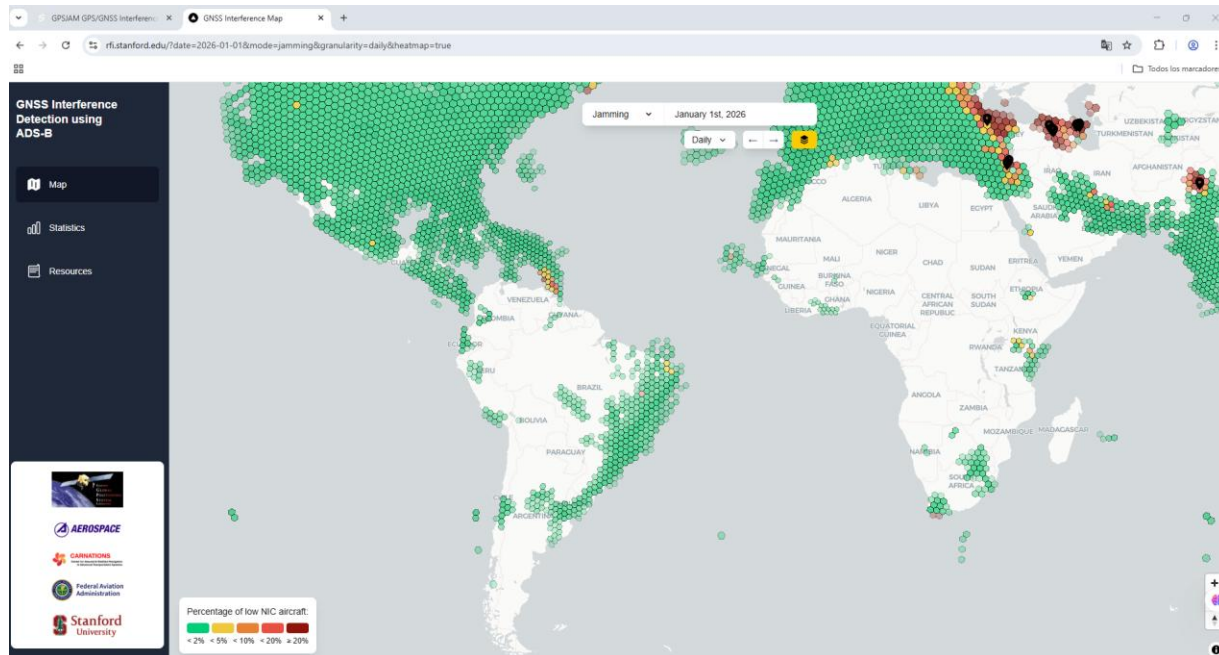 GPSJAM GPS/GNSS Interferenc
GNSS Interference Map
rfi.stanford.edu/?date=2026-01-01&mode=jamming&granularity=daily&heatmap=true
Todos los marcadores
GNSS Interference
Detection using
ADS-B
Map
Statistics
Resources
AEROSPACE
CARNATIONS
Federal Aviation
Administration
Stanford
University
Jamming
January 1st, 2026
Daily
UZBEKISTA
TURKMENISTAN
AFGHANISTAN
IRAQ
IRAN
OCCO
ALGERIA
LIBYA
EGYPT
SAUDI
ARABIA
MAURITANIA
MALI
NIGER
CHAD
SUDAN
ERITREA
YEMEN
BURKINA
FASO
GUINEA
NIGERIA
GHANA
LIBERIA
CENTRAL
AFRICAN
REPUBLIC
SOUTH
SUDAN
ETHIOPIA
EQUATORIAL
GUINEA
KENYA
RWANDA
TANZANIA
ANGOLA
ZAMBIA
MOZAMBIQUE
MADAGASCAR
NAMIBIA
SOUTH
AFRICA
VENEZUELA
GUYANA
BRAZIL
BOLIVIA
PARAGUAY
Percentage of low NIC aircraft:
< 2% < 5% < 10% < 20% ≥ 20%